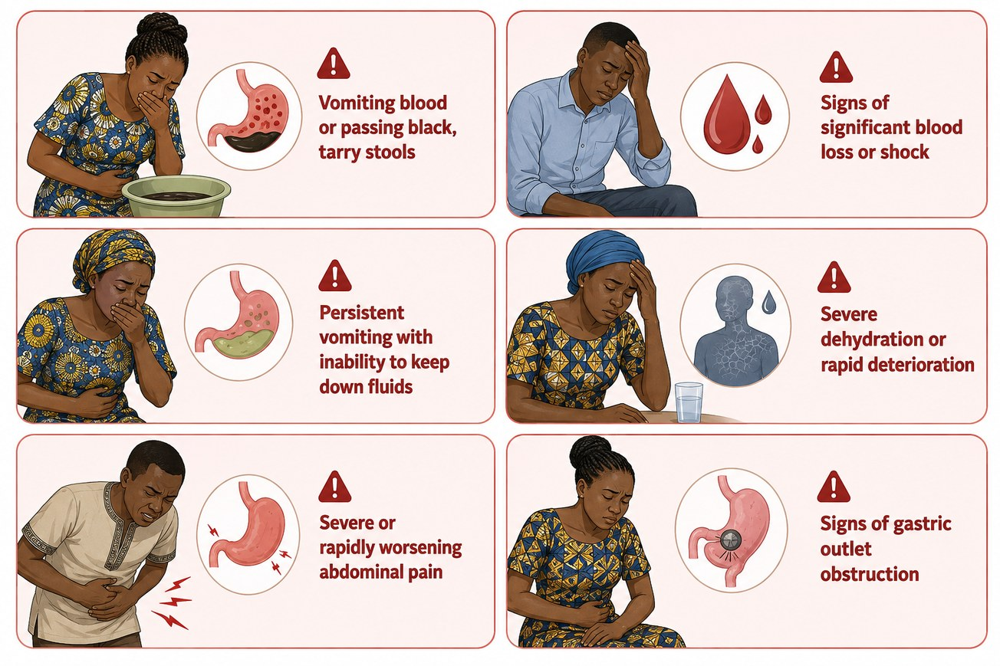 Vomiting blood
or passing black,
tarry stools
Signs of
significant blood
loss or shock
Persistent
vomiting with
inability to keep
down fluids
Severe
dehydration or
rapid deterioration
Severe or
rapidly worsening
abdominal pain
Signs of gastric
outlet
obstruction